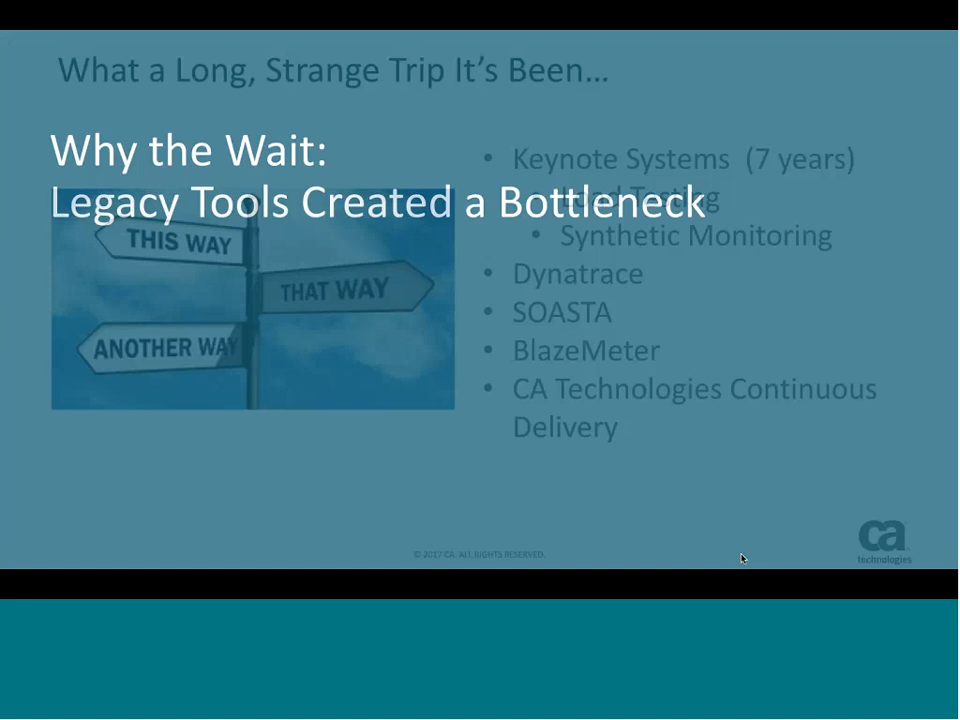 What a Long, Strange Trip It's Been...
Why the Wait:
Legacy Tools Created a Bottleneck
• Keynote Systems (7 years)
• Load Testing
• Synthetic Monitoring
• Dynatrace
• SOASTA
• BlazeMeter
• CA Technologies Continuous
Delivery
THIS WAY
THAT WAY
ANOTHER WAY
© 2017 CA. ALL RIGHTS RESERVED.
ca
technologies